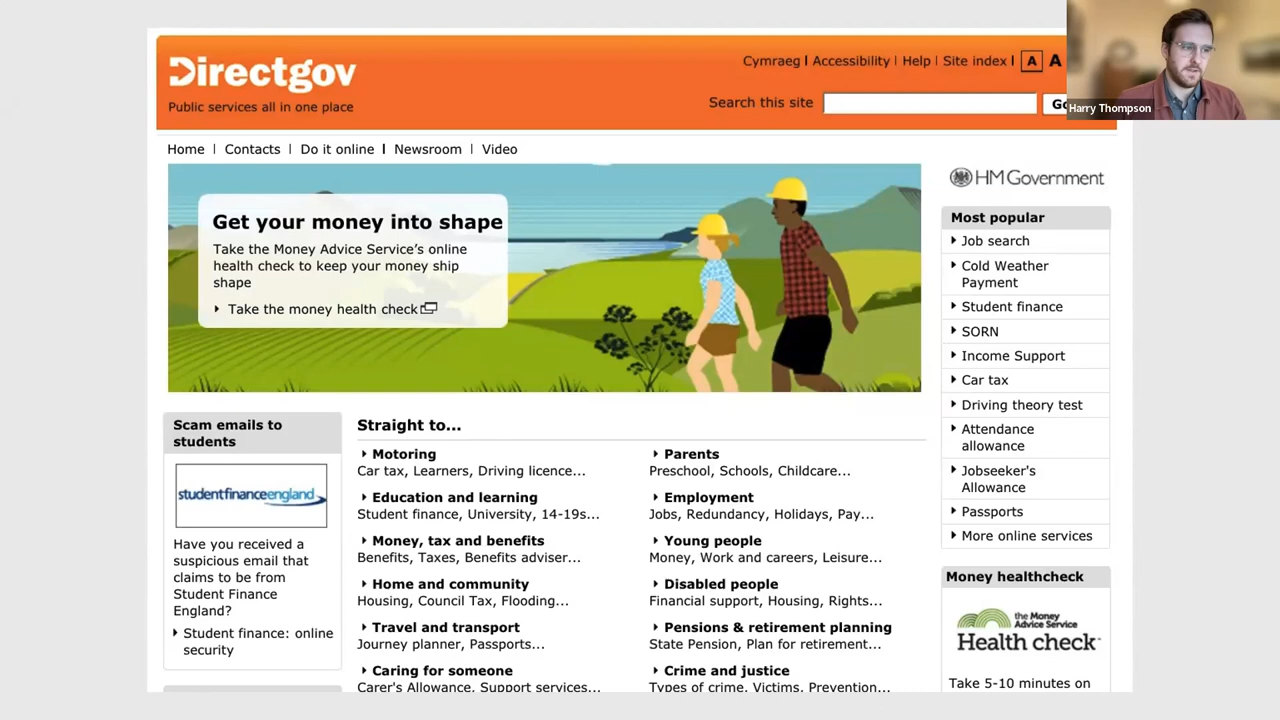 Directgov
Public services all in one place
Cymraeg | Accessibility | Help | Site index | A A
Search this site
Harry Thompson
Home | Contacts | Do it online | Newsroom | Video
Get your money into shape
Take the Money Advice Service's online
health check to keep your money ship
shape
Take the money health check
HM Government
Most popular
Job search
Cold Weather
Payment
Student finance
SORN
Income Support
Car tax
Driving theory test
Attendance
allowance
Jobseeker's
Allowance
Passports
More online services
Scam emails to
students
studentfinanceengland
Have you received a
suspicious email that
claims to be from
Student Finance
England?
Student finance: online
security
Straight to...
Motoring
Car tax, Learners, Driving licence...
Education and learning
Student finance, University, 14-19s...
Money, tax and benefits
Benefits, Taxes, Benefits adviser...
Home and community
Housing, Council Tax, Flooding...
Travel and transport
Journey planner, Passports...
Caring for someone
Carer's Allowance, Support services...
Parents
Preschool, Schools, Childcare...
Employment
Jobs, Redundancy, Holidays, Pay...
Young people
Money, Work and careers, Leisure...
Disabled people
Financial support, Housing, Rights...
Pensions & retirement planning
State Pension, Plan for retirement...
Crime and justice
Types of crime, Victims, Prevention...
Money healthcheck
the Money
Advice Service
Health check
Take 5-10 minutes on